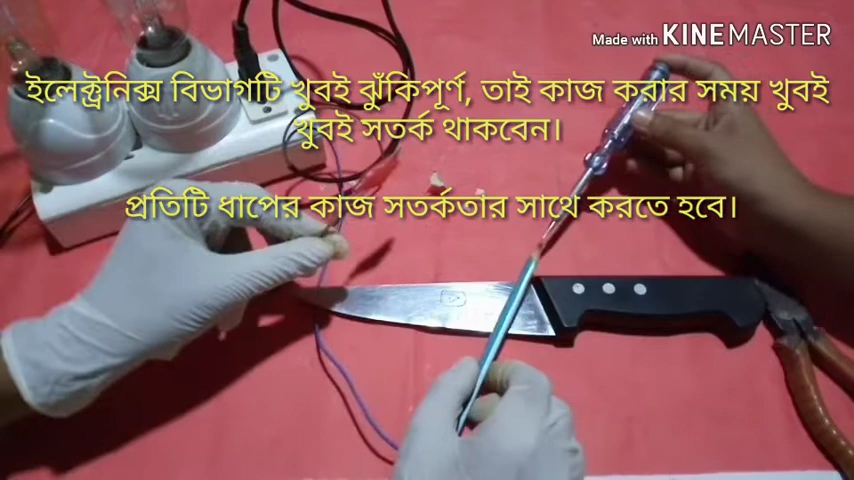 Made with KINEMASTER
ইলেক্ট্রনিক্স বিভাগটি খুবই ঝুঁকিপূর্ণ, তাই কাজ করার সময় খুবই
খুবই সতর্ক থাকবেন।
প্রতিটি ধাপের কাজ সতর্কতার সাথে করতে হবে।